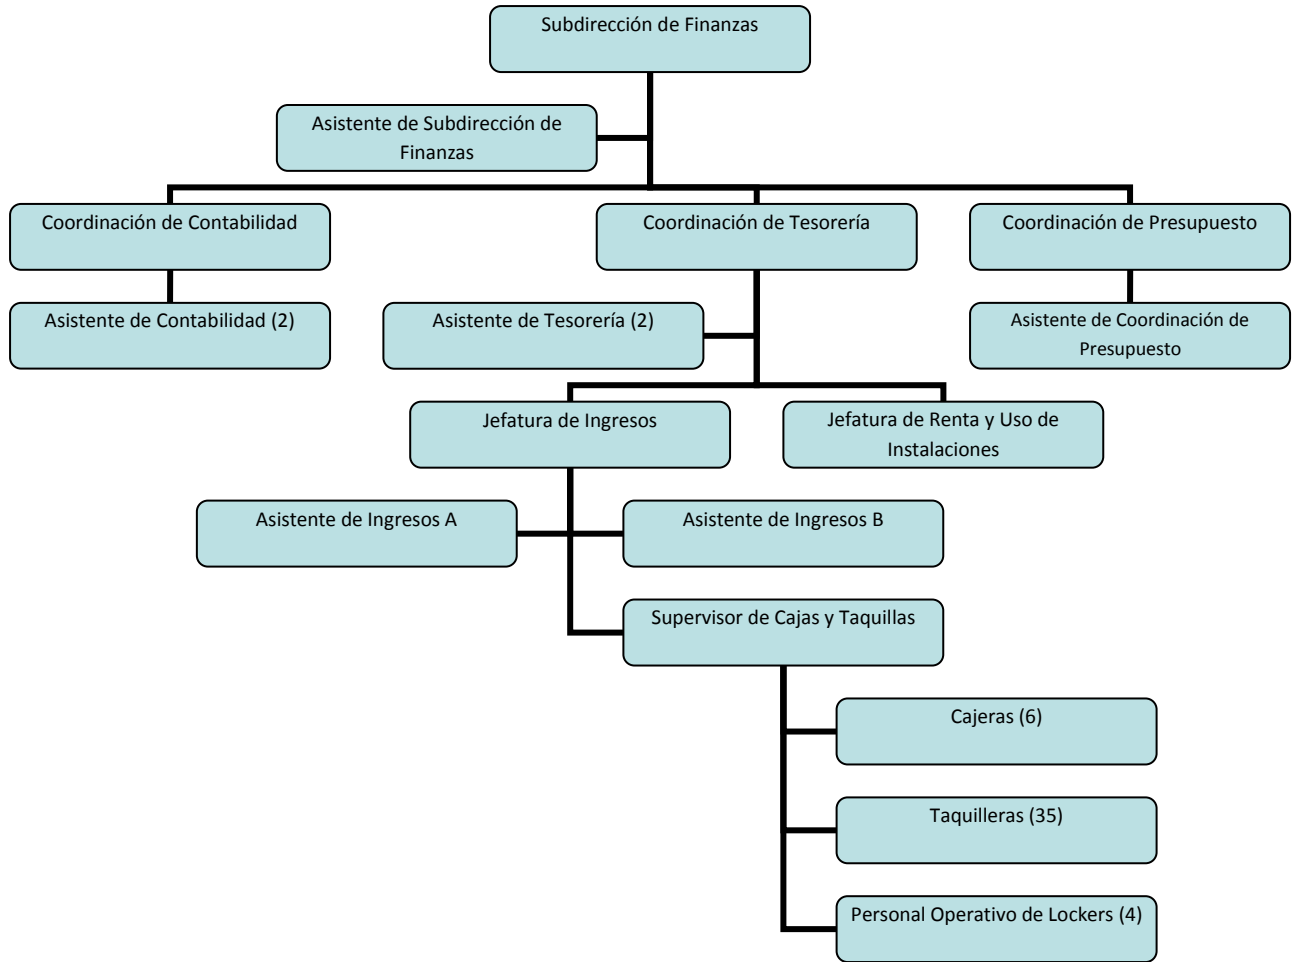 Subdirección de Finanzas
Asistente de Subdirección de
Finanzas
Coordinación de Contabilidad
Coordinación de Tesorería
Coordinación de Presupuesto
Asistente de Contabilidad (2)
Asistente de Tesorería (2)
Asistente de Coordinación de
Presupuesto
Jefatura de Ingresos
Jefatura de Renta y Uso de
Instalaciones
Asistente de Ingresos A
Asistente de Ingresos B
Supervisor de Cajas y Taquillas
Cajeras (6)
Taquilleras (35)
Personal Operativo de Lockers (4)